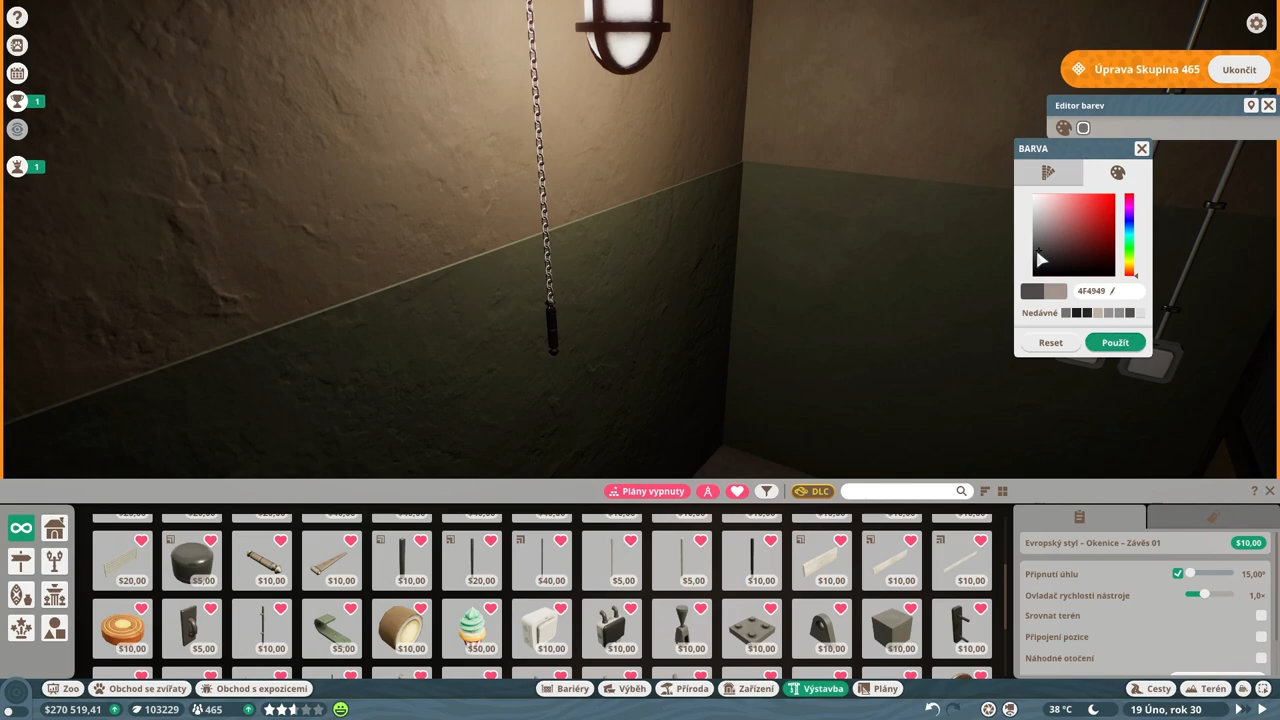 ?
1
1
Úprava Skupina 465
Ukončit
Editor barev
BARVA
4F4949
Nedávné
Reset
Použít
Plány vypnuty
DLC
?
$20,00
$5,00
$10,00
$10,00
$10,00
$20,00
$40,00
$5,00
$5,00
$10,00
$10,00
$10,00
$10,00
$10,00
$5,00
$10,00
$5,00
$10,00
$50,00
$10,00
$10,00
$10,00
$10,00
$10,00
$10,00
$10,00
Evropský styl – Okenice – Závěs 01
$10,00
Připnutí úhlu
15,00°
Ovladač rychlosti nástroje
1,0×
Srovnat terén
Připojení pozice
Náhodné otočení
Zoo
Obchod se zvířaty
Obchod s expozicemi
Bariéry
Výběh
Příroda
Zařízení
Výstavba
Plány
Cesty
Terén
$270 519,41
103229
465
38 °C
19 Úno, rok 30